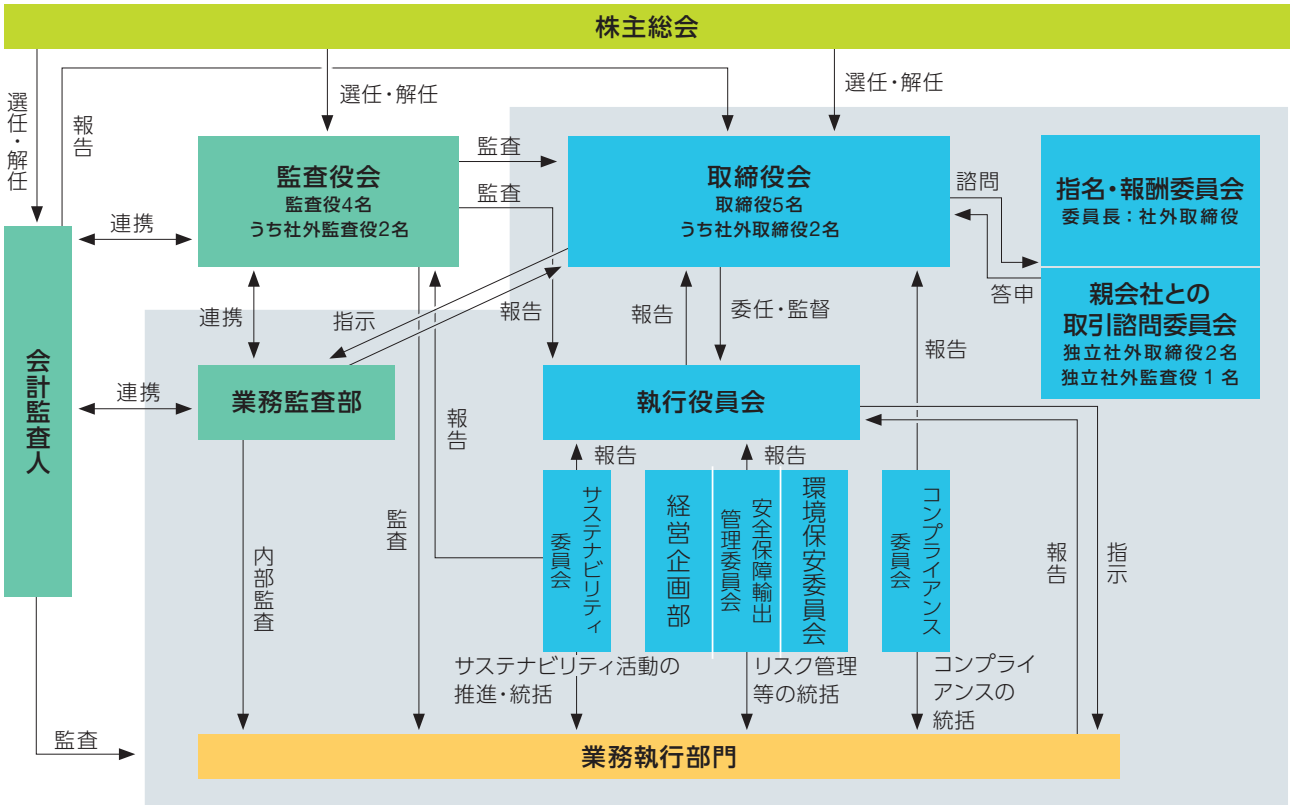 株主総会
選任・解任
報告
選任・解任
選任・解任
監査役会
監査役4名
うち社外監査役2名
監査
監査
取締役会
取締役5名
うち社外取締役2名
諮問
答申
指名・報酬委員会
委員長：社外取締役
親会社との
取引諮問委員会
独立社外取締役2名
独立社外監査役1名
連携
連携
指示
報告
報告
委任・監督
報告
会計監査人
連携
業務監査部
執行役員会
報告
報告
報告
サステナビリティ
委員会
経営企画部
安全保障輸出
管理委員会
環境保安委員会
コンプライアンス
委員会
内部監査
監査
報告
指示
サステナビリティ活動の
推進・統括
リスク管理
等の統括
コンプライ
アンスの
統括
監査
業務執行部門